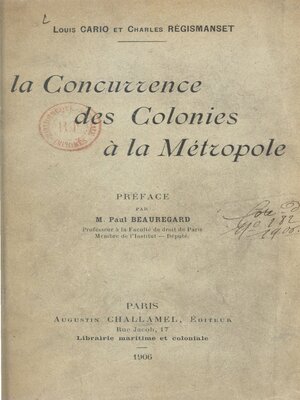 Louis CARIO et Charles RÉGISMANSET
la Concurrence
des Colonies
à la Métropole
PRÉFACE
PAR
M. Paul BEAUREGARD
Professeur à la Faculté de droit de Paris
Membre de l'Institut — Député.
PARIS
Augustin CHALLAMEL, Éditeur
Rue Jacob, 17
Librairie maritime et coloniale
1906